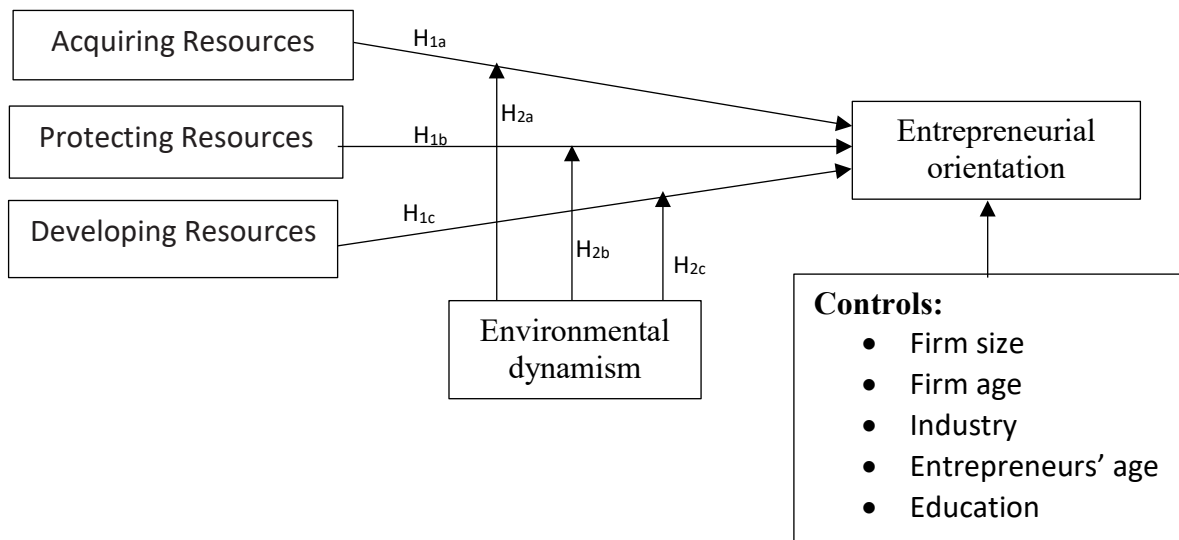 Acquiring Resources
H1a
H2a
Protecting Resources
H1b
Entrepreneurial
orientation
Developing Resources
H1c
H2b
H2c
Environmental
dynamism
Controls:
• Firm size
• Firm age
• Industry
• Entrepreneurs’ age
• Education